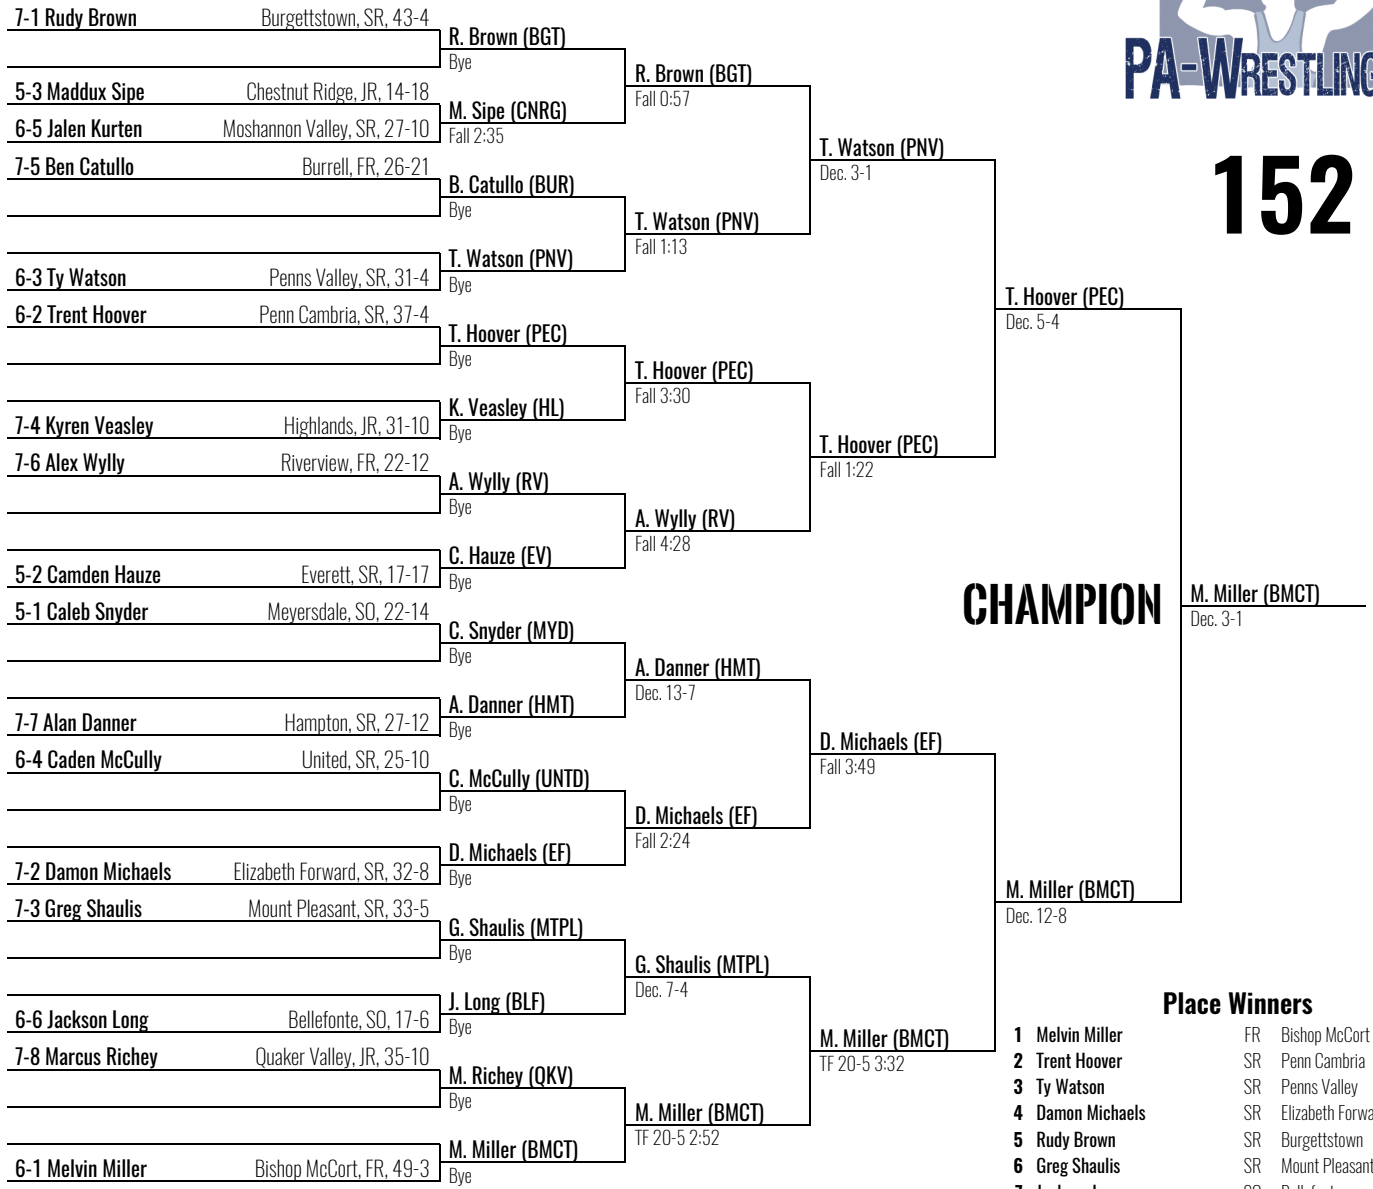 7-1 Rudy Brown Burgettstown, SR, 43-4
R. Brown (BGT)
Bye
5-3 Maddux Sipe Chestnut Ridge, JR, 14-18
6-5 Jalen Kurten Moshannon Valley, SR, 27-10
M. Sipe (CNRG)
Fall 2:35
R. Brown (BGT)
Fall 0:57
7-5 Ben Catullo Burrell, FR, 26-21
B. Catullo (BUR)
Bye
6-3 Ty Watson Penns Valley, SR, 31-4
T. Watson (PNV)
Bye
T. Watson (PNV)
Fall 1:13
T. Watson (PNV)
Dec. 3-1
PA-WRESTLING
152
6-2 Trent Hoover Penn Cambria, SR, 37-4
T. Hoover (PEC)
Bye
7-4 Kyren Veasley Highlands, JR, 31-10
K. Veasley (HL)
Bye
T. Hoover (PEC)
Fall 3:30
7-6 Alex Wylly Riverview, FR, 22-12
A. Wylly (RV)
Bye
5-2 Camden Hauze Everett, SR, 17-17
C. Hauze (EV)
Bye
A. Wylly (RV)
Fall 4:28
T. Hoover (PEC)
Fall 1:22
T. Hoover (PEC)
Dec. 5-4
5-1 Caleb Snyder Meyersdale, SO, 22-14
C. Snyder (MYD)
Bye
7-7 Alan Danner Hampton, SR, 27-12
A. Danner (HMT)
Bye
A. Danner (HMT)
Dec. 13-7
6-4 Caden McCully United, SR, 25-10
C. McCully (UNTD)
Bye
7-2 Damon Michaels Elizabeth Forward, SR, 32-8
D. Michaels (EF)
Bye
D. Michaels (EF)
Fall 2:24
D. Michaels (EF)
Fall 3:49
7-3 Greg Shaulis Mount Pleasant, SR, 33-5
G. Shaulis (MTPL)
Bye
6-6 Jackson Long Bellefonte, SO, 17-6
J. Long (BLF)
Bye
G. Shaulis (MTPL)
Dec. 7-4
7-8 Marcus Richey Quaker Valley, JR, 35-10
M. Richey (QKV)
Bye
6-1 Melvin Miller Bishop McCort, FR, 49-3
M. Miller (BMCT)
Bye
M. Miller (BMCT)
TF 20-5 2:52
M. Miller (BMCT)
TF 20-5 3:32
M. Miller (BMCT)
Dec. 12-8
CHAMPION
M. Miller (BMCT)
Dec. 3-1
Place Winners
1 Melvin Miller FR Bishop McCort
2 Trent Hoover SR Penn Cambria
3 Ty Watson SR Penns Valley
4 Damon Michaels SR Elizabeth Forwa
5 Rudy Brown SR Burgettstown
6 Greg Shaulis SR Mount Pleasant